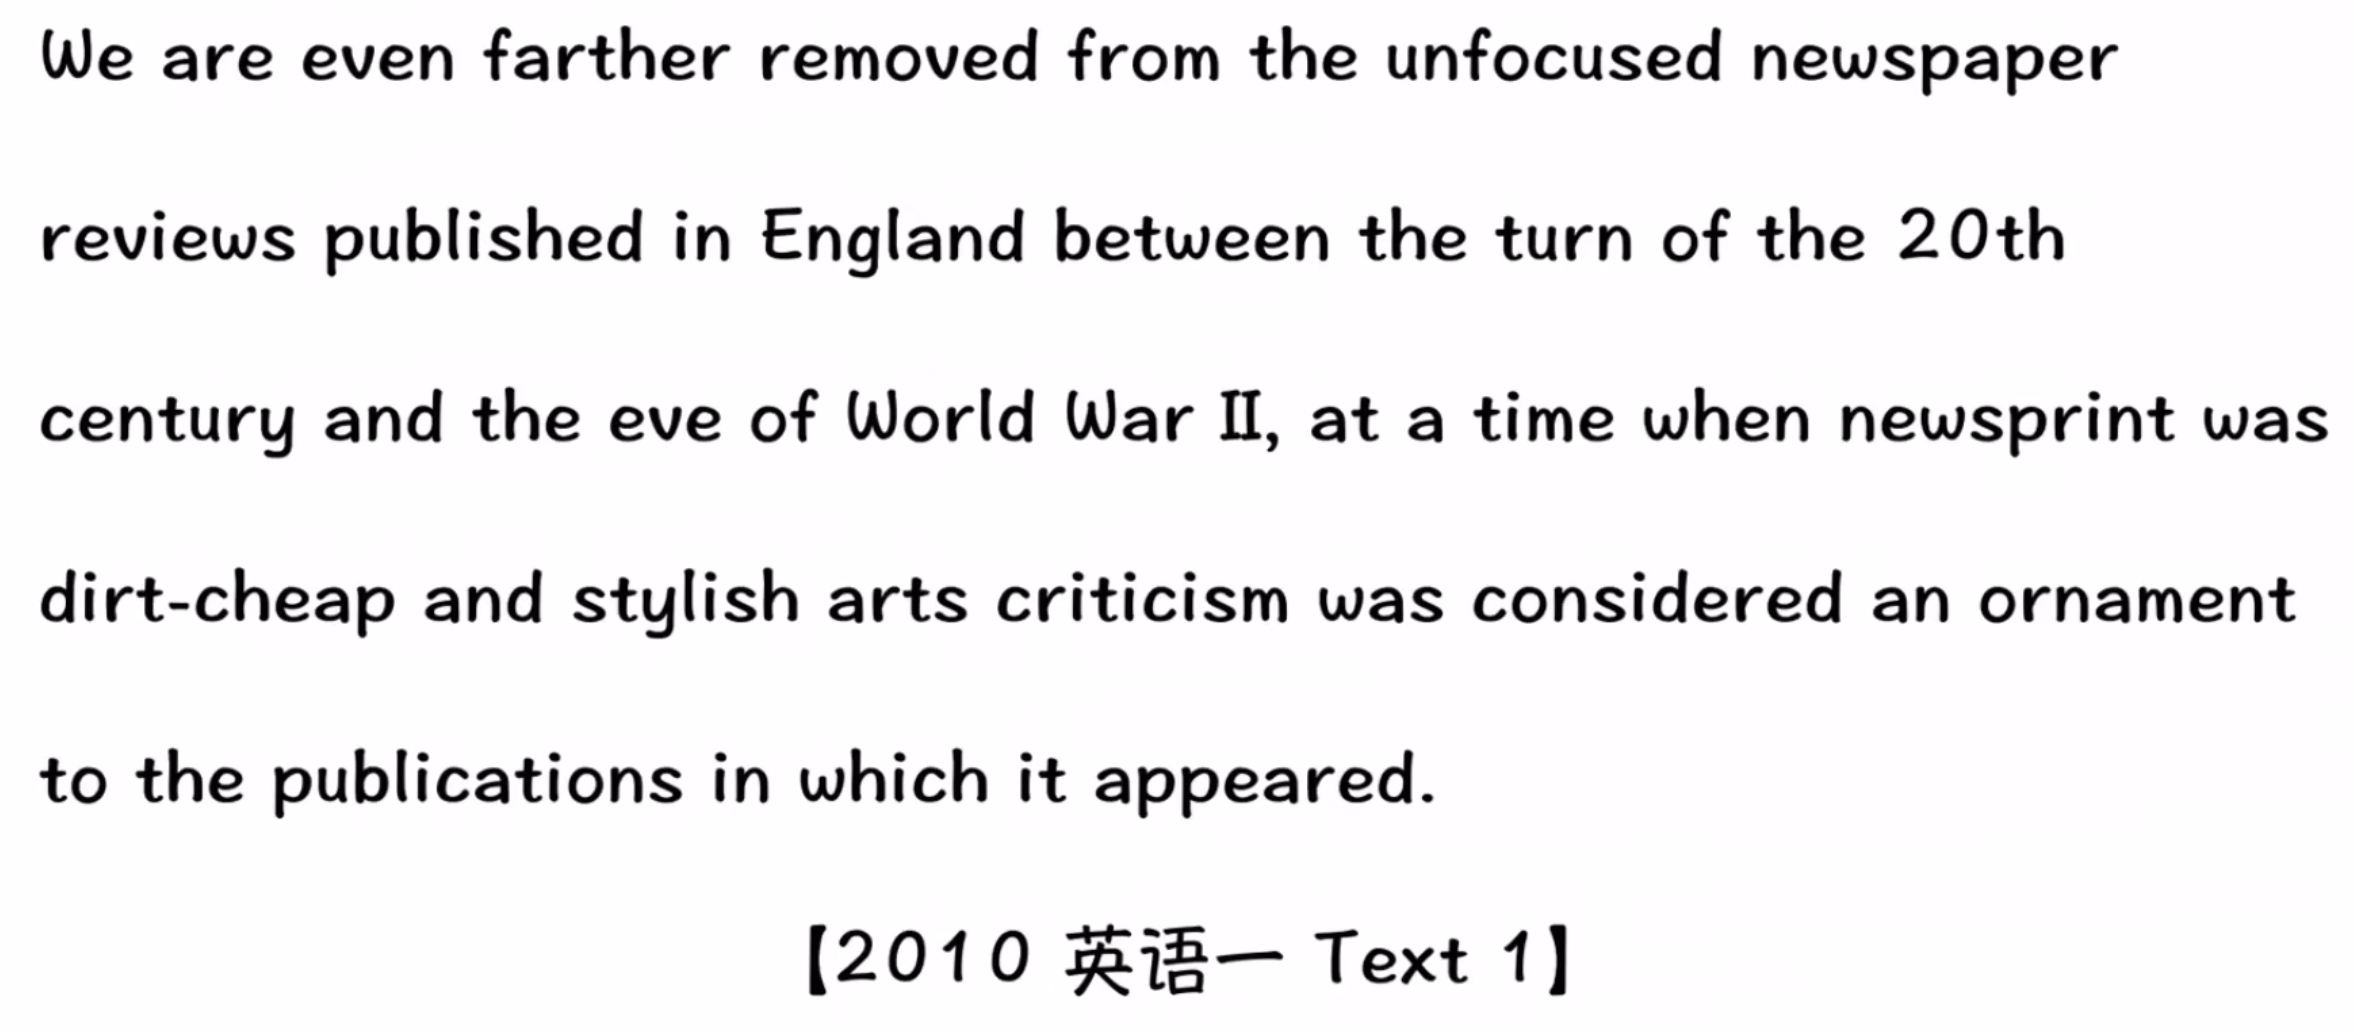 We are even farther removed from the unfocused newspaper
reviews published in England between the turn of the 20th
century and the eve of World War II, at a time when newsprint was
dirt-cheap and stylish arts criticism was considered an ornament
to the publications in which it appeared.
【2010 英语一 Text 1】